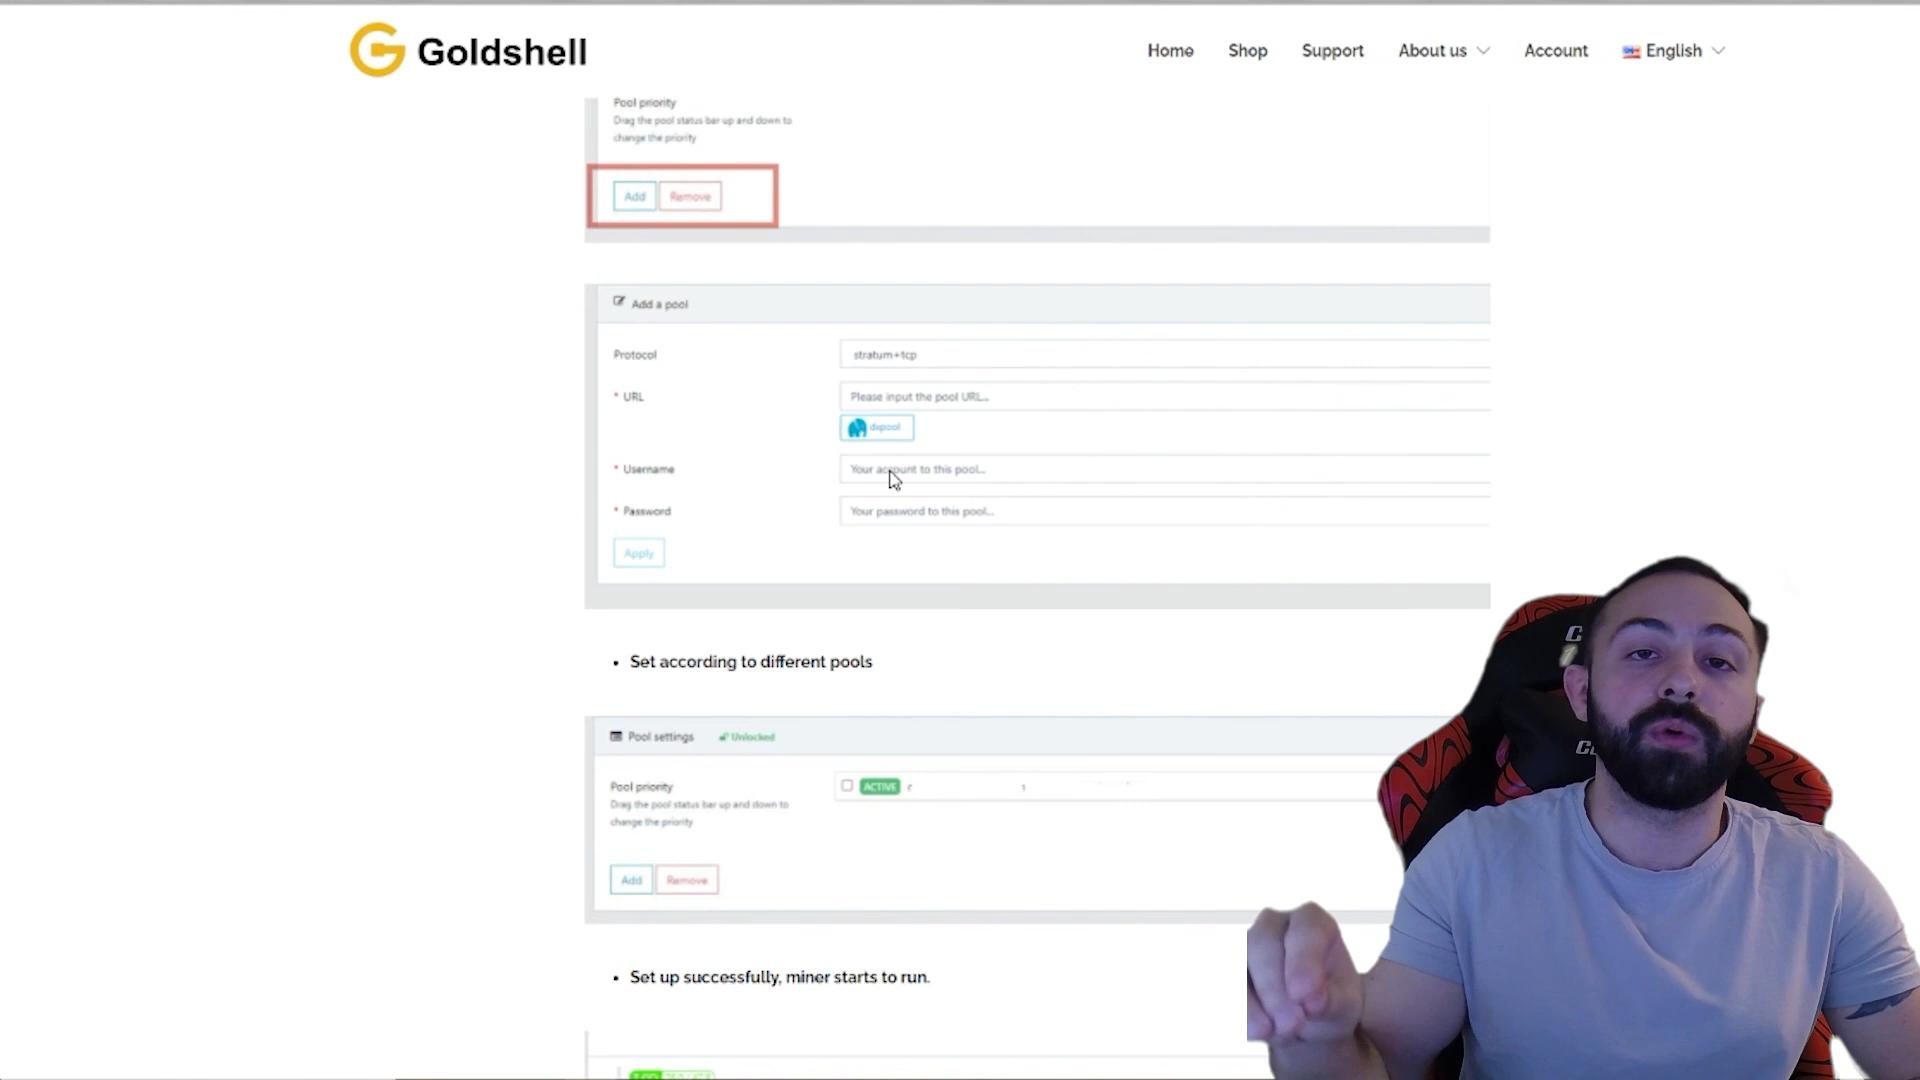 Goldshell
Home Shop Support About us Account English
Pool priority
Drag the pool status bar up and down to
change the priority
Add Remove
Add a pool
Protocol stratum+tcp
* URL Please input the pool URL...
dxpool
* Username Your account to this pool...
* Password Your password to this pool...
Apply
• Set according to different pools
Pool settings Unlocked
Pool priority ACTIVE
Drag the pool status bar up and down to
change the priority
Add Remove
• Set up successfully, miner starts to run.